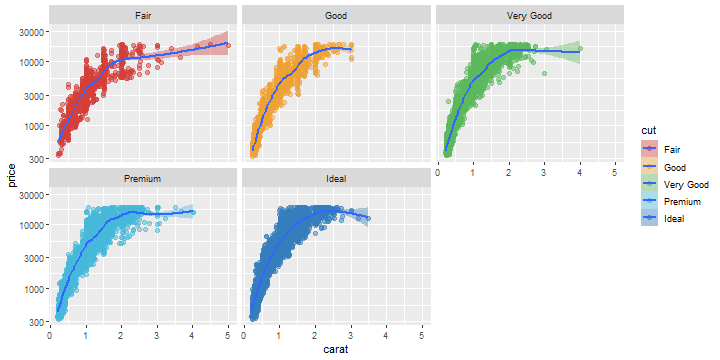 Fair
Good
Very Good
30000
10000
3000
1000
300
price
Premium
Ideal
30000
10000
3000
1000
300
0 1 2 3 4 5
0 1 2 3 4 5
0 1 2 3 4 5
carat
cut
Fair
Good
Very Good
Premium
Ideal